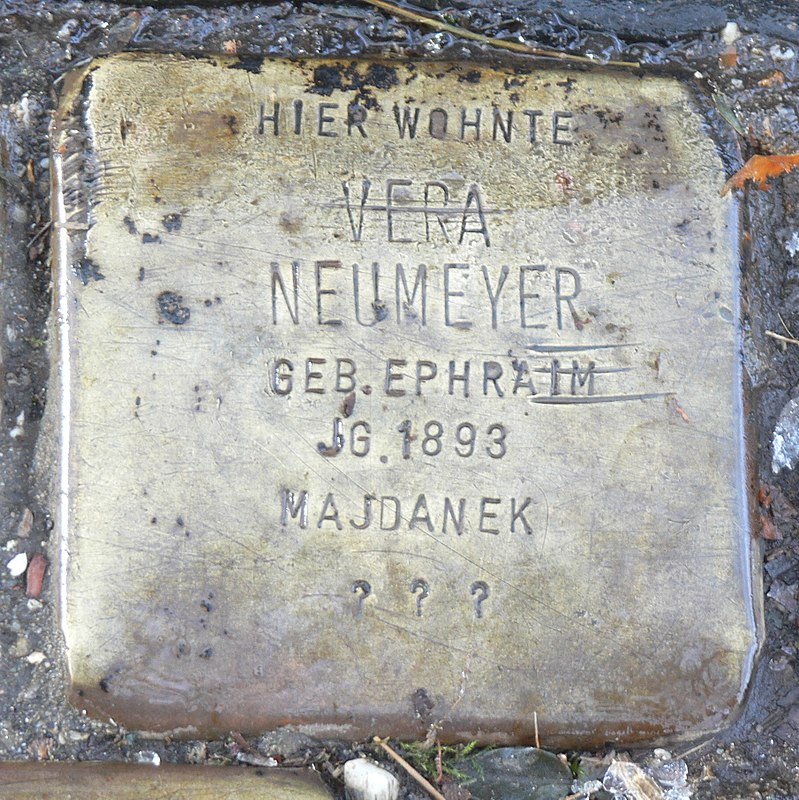 HIER WOHNTE
VERA
NEUMEYER
GEB. EPHRAIM
JG. 1893
MAJDANEK
? ? ?